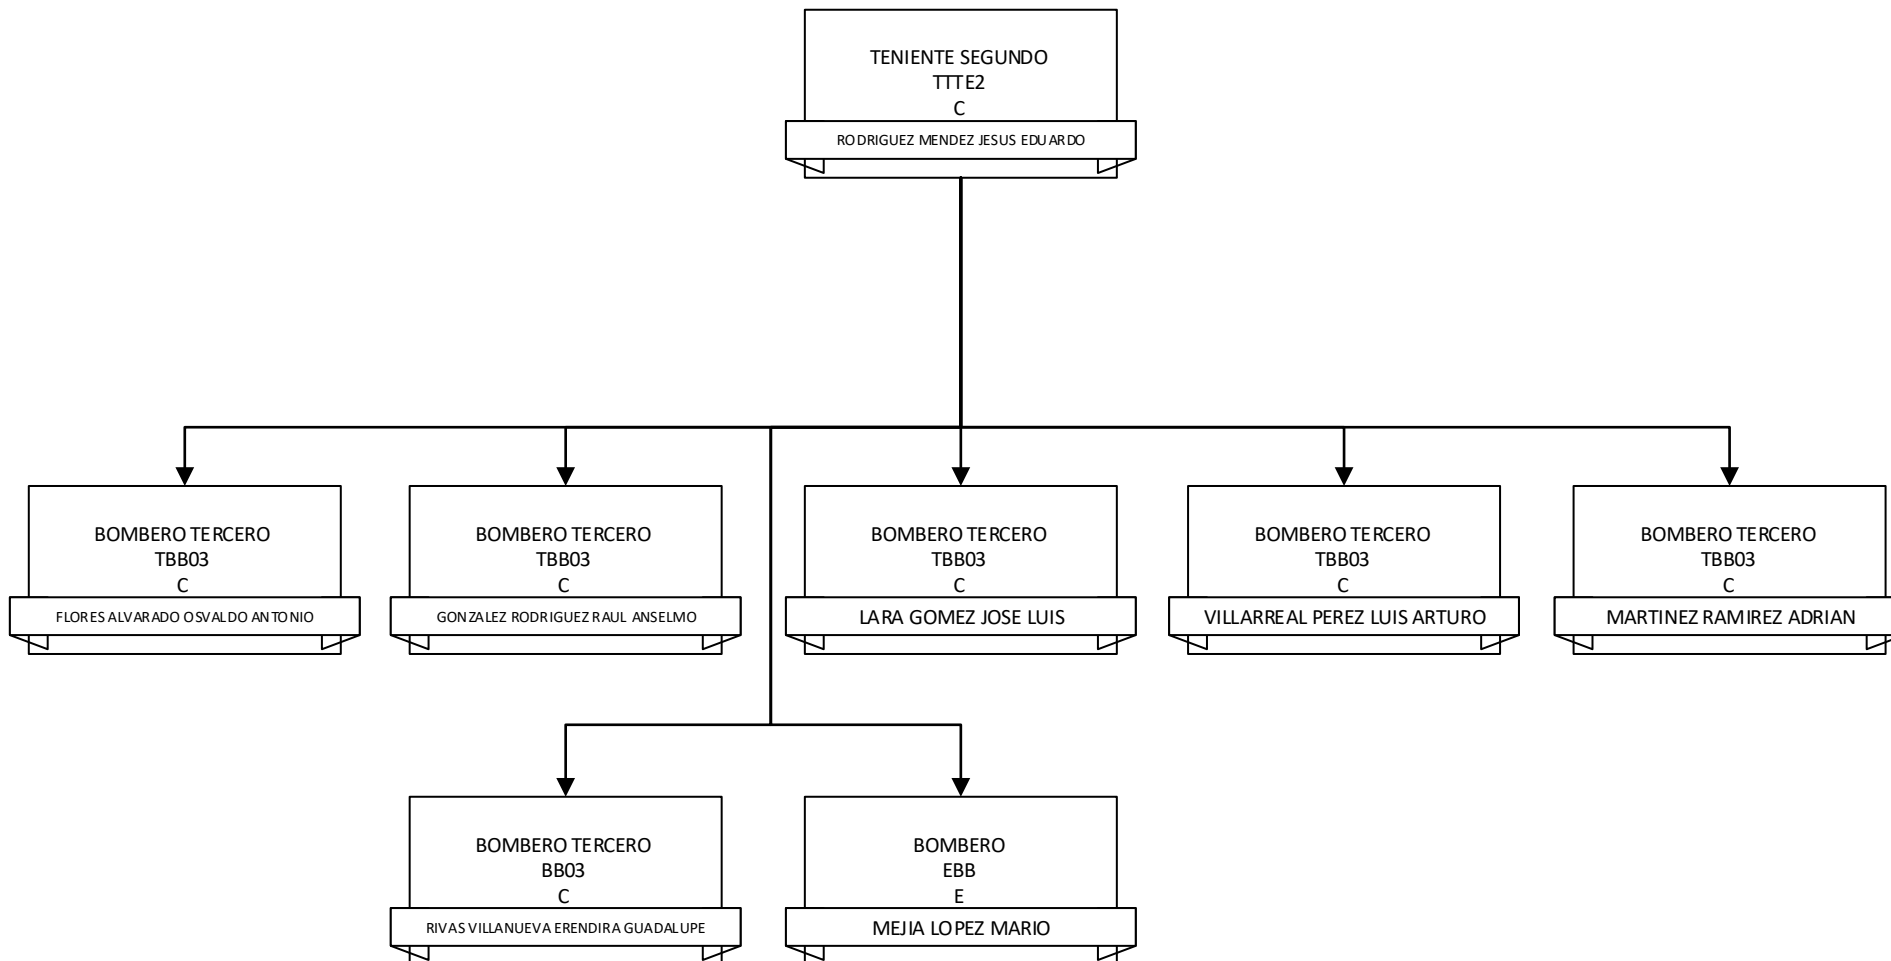 TENIENTE SEGUNDO
TTTE2
C
RODRIGUEZ MENDEZ JESUS EDUARDO
BOMBERO TERCERO
TBB03
C
FLORES ALVARADO OSVALDO ANTONIO
BOMBERO TERCERO
TBB03
C
GONZALEZ RODRIGUEZ RAUL ANSELMO
BOMBERO TERCERO
TBB03
C
LARA GOMEZ JOSE LUIS
BOMBERO TERCERO
TBB03
C
VILLARREAL PEREZ LUIS ARTURO
BOMBERO TERCERO
TBB03
C
MARTINEZ RAMIREZ ADRIAN
BOMBERO TERCERO
BB03
C
RIVAS VILLANUEVA ERENDIRA GUADALUPE
BOMBERO
EBB
E
MEJIA LOPEZ MARIO